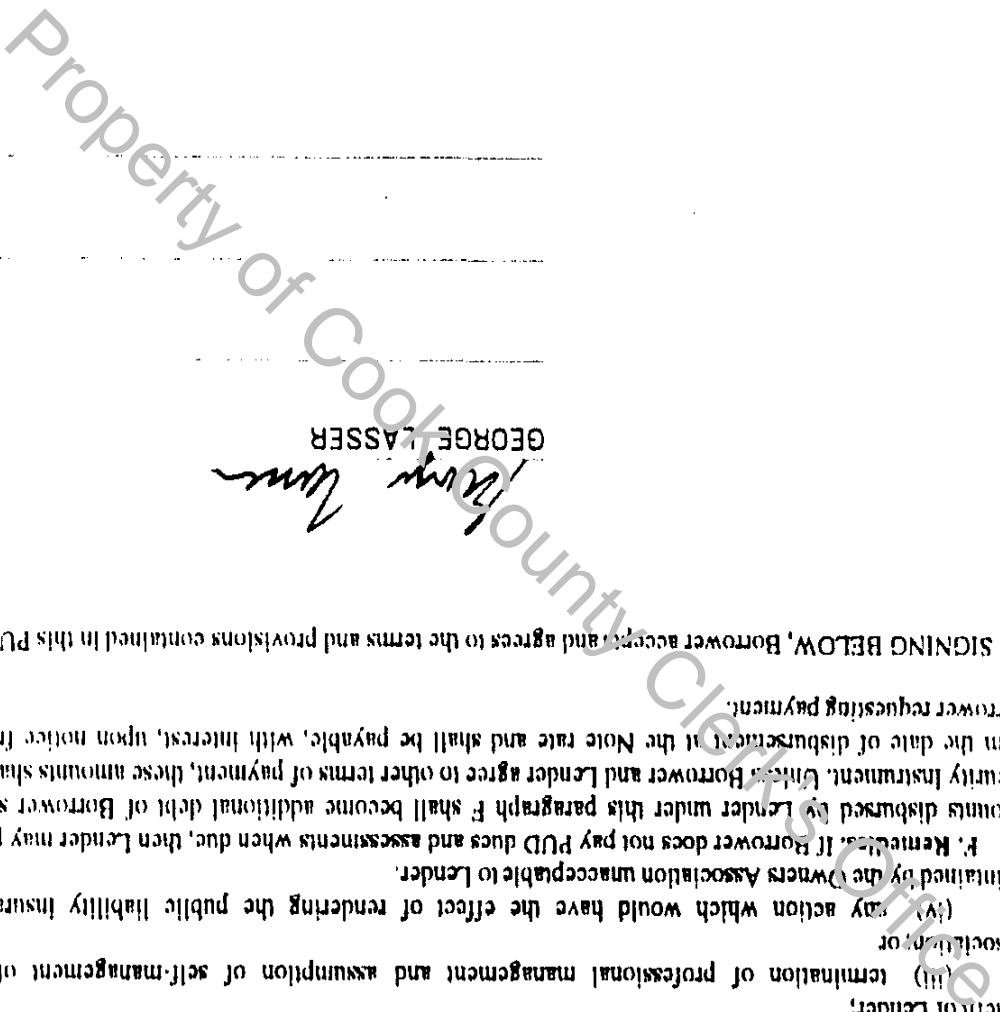 of Lender;
(iii) termination of professional management and assumption of self-management of
sociation; or
(iv) any action which would have the effect of rendering the public liability insura
intained by the Owners Association unacceptable to Lender.
F. Remedies. If Borrower does not pay PUD dues and assessments when due, then Lender may
ounts disbursed by Lender under this paragraph F shall become additional debt of Borrower s
curity Instrument. Unless Borrower and Lender agree to other terms of payment, these amounts shal
m the date of disbursement at the Note rate and shall be payable, with interest, upon notice fr
rrower requesting payment.
SIGNING BELOW, Borrower accepts and agrees to the terms and provisions contained in this PU
George Lasser
GEORGE LASSER
Property of Cook County Clerk's Office